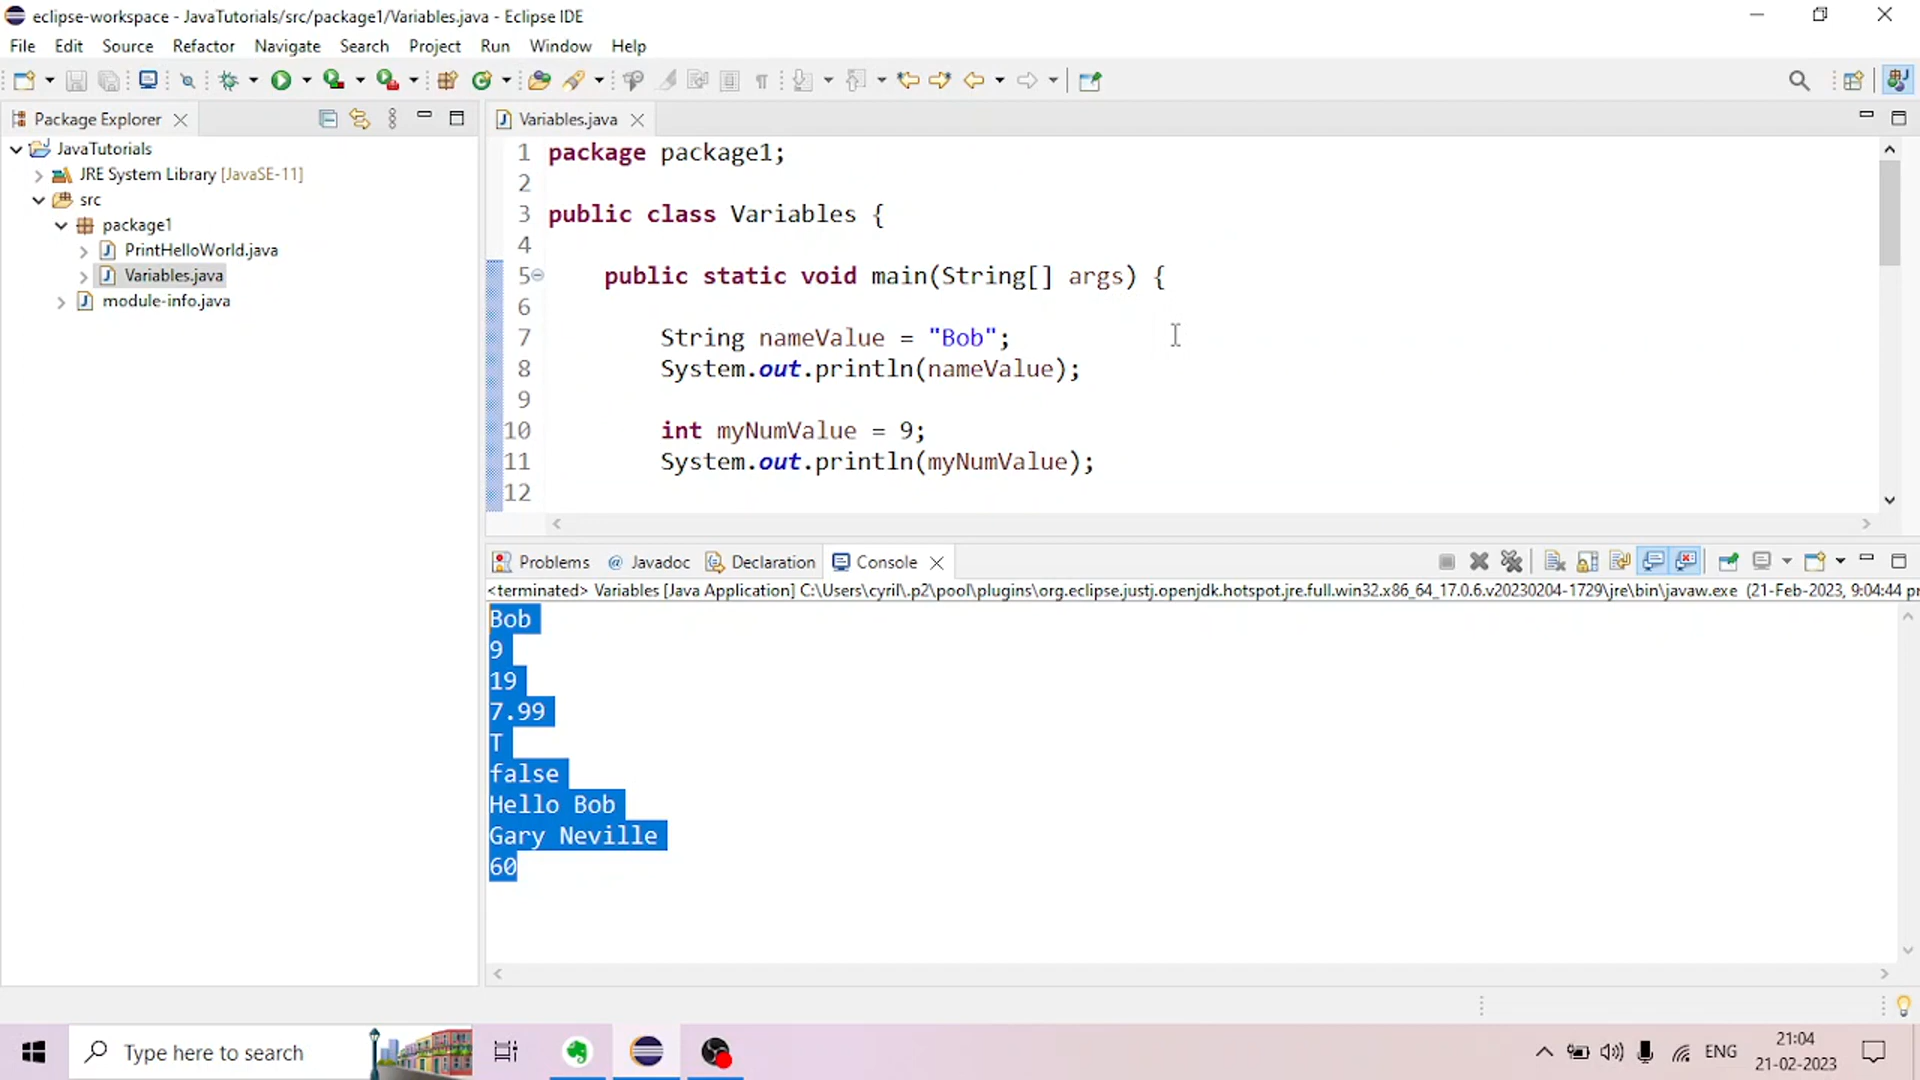 eclipse-workspace - JavaTutorials/src/package1/Variables.java - Eclipse IDE
File Edit Source Refactor Navigate Search Project Run Window Help
Package Explorer
JavaTutorials
JRE System Library [JavaSE-11]
src
package1
PrintHelloWorld.java
Variables.java
module-info.java
Variables.java
1 package package1;
2
3 public class Variables {
4
5 public static void main(String[] args) {
6
7 String nameValue = "Bob";
8 System.out.println(nameValue);
9
10 int myNumValue = 9;
11 System.out.println(myNumValue);
12
Problems @ Javadoc Declaration Console
<terminated> Variables [Java Application] C:\Users\cyril\.p2\pool\plugins\org.eclipse.justj.openjdk.hotspot.jre.full.win32.x86_64_17.0.6.v20230204-1729\jre\bin\javaw.exe (21-Feb-2023, 9:04:44 pr
Bob
9
19
7.99
T
false
Hello Bob
Gary Neville
60
Type here to search
ENG
21:04
21-02-2023